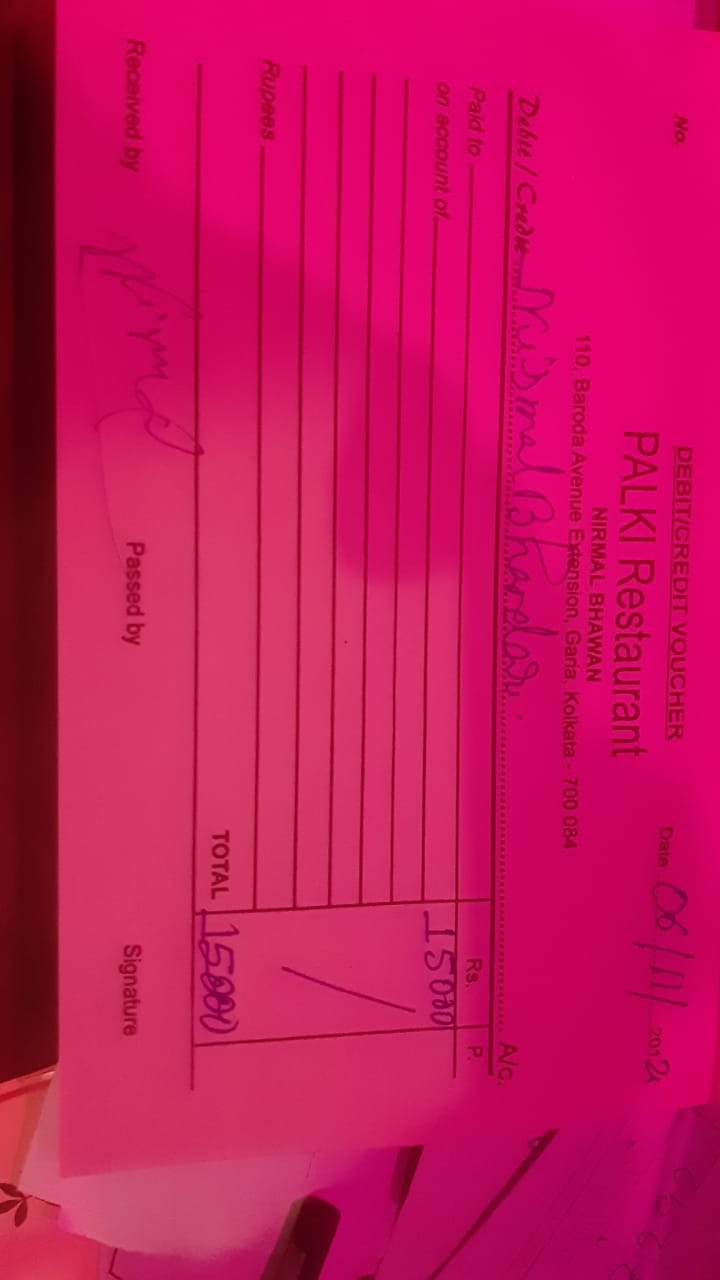 DEBIT/CREDIT VOUCHER
No.
Date 06/11/2012
PALKI Restaurant
NIRMAL BHAWAN
110, Baroda Avenue Extension, Garia, Kolkata - 700 084
Debit / Credit Nirmal Bhandar. A/c.
Paid to Rs. P.
on account of 15000
Rupees
TOTAL 15000
Received by Passed by Signature